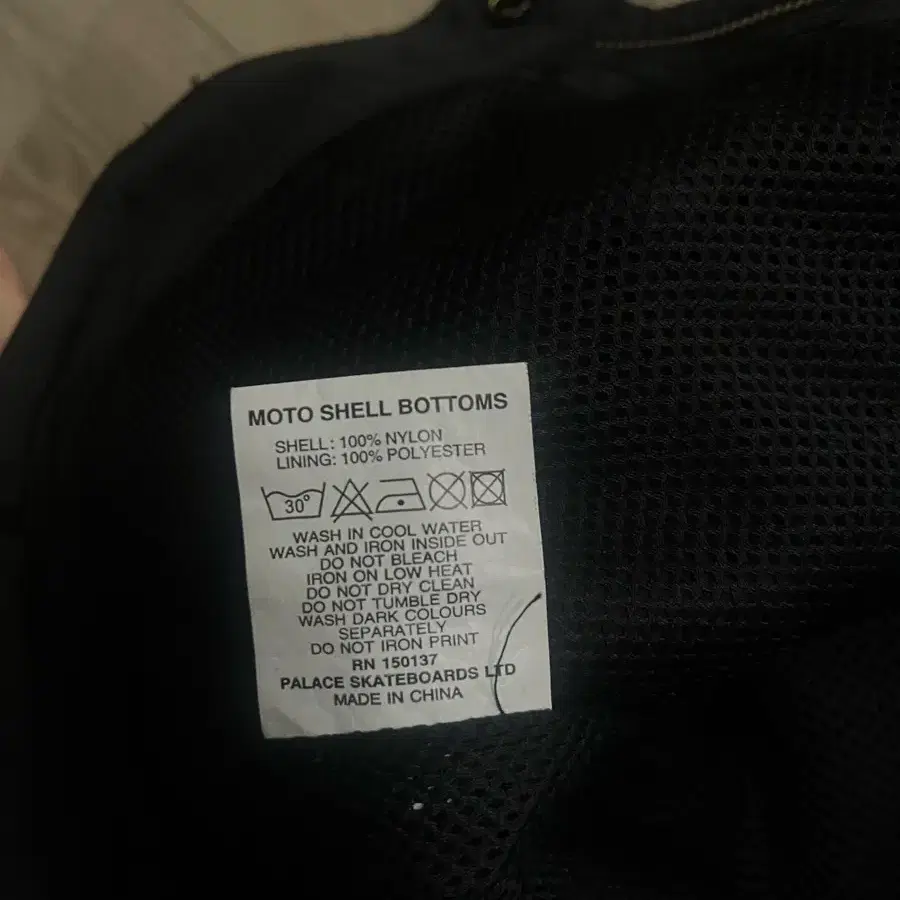 MOTO SHELL BOTTOMS
SHELL: 100% NYLON
LINING: 100% POLYESTER
30°
WASH IN COOL WATER
WASH AND IRON INSIDE OUT
DO NOT BLEACH
IRON ON LOW HEAT
DO NOT DRY CLEAN
DO NOT TUMBLE DRY
WASH DARK COLOURS
SEPARATELY
DO NOT IRON PRINT
RN 150137
PALACE SKATEBOARDS LTD
MADE IN CHINA